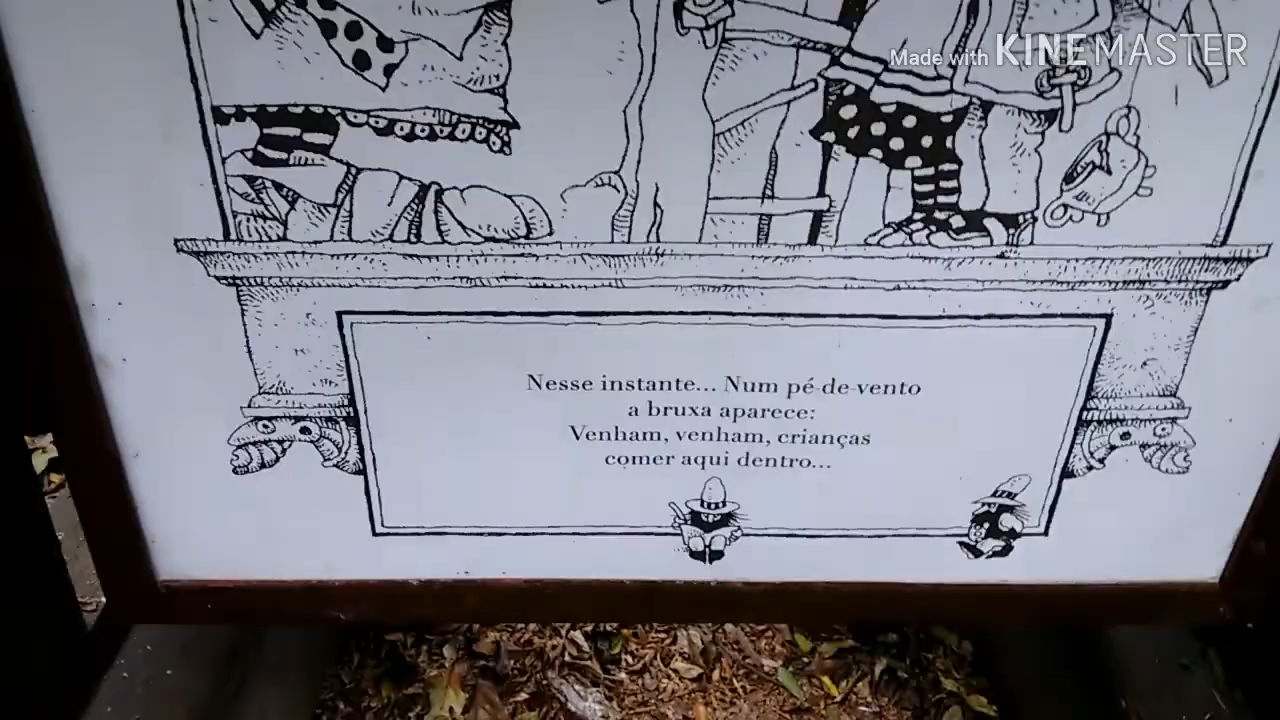 Made with KINEMASTER
Nesse instante... Num pé-de-vento
a bruxa aparece:
Venham, venham, crianças
comer aqui dentro...